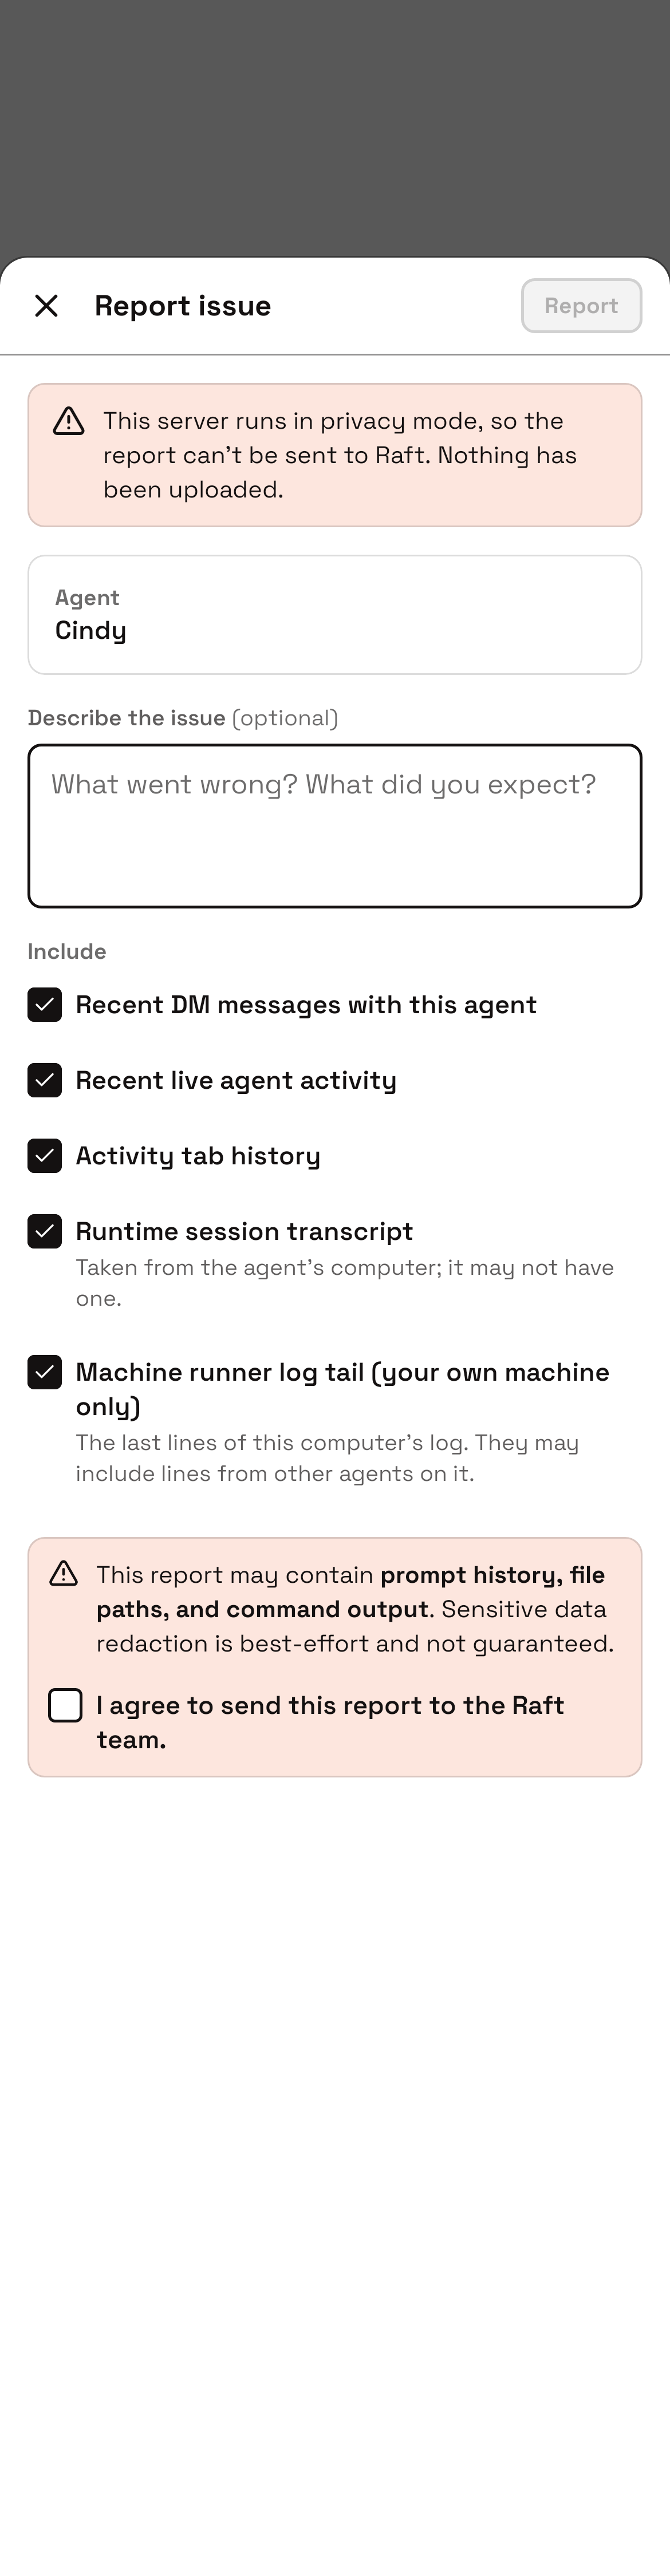 Report issue
Report
This server runs in privacy mode, so the
report can't be sent to Raft. Nothing has
been uploaded.
Agent
Cindy
Describe the issue (optional)
What went wrong? What did you expect?
Include
Recent DM messages with this agent
Recent live agent activity
Activity tab history
Runtime session transcript
Taken from the agent's computer; it may not have
one.
Machine runner log tail (your own machine
only)
The last lines of this computer's log. They may
include lines from other agents on it.
This report may contain prompt history, file
paths, and command output. Sensitive data
redaction is best-effort and not guaranteed.
I agree to send this report to the Raft
team.